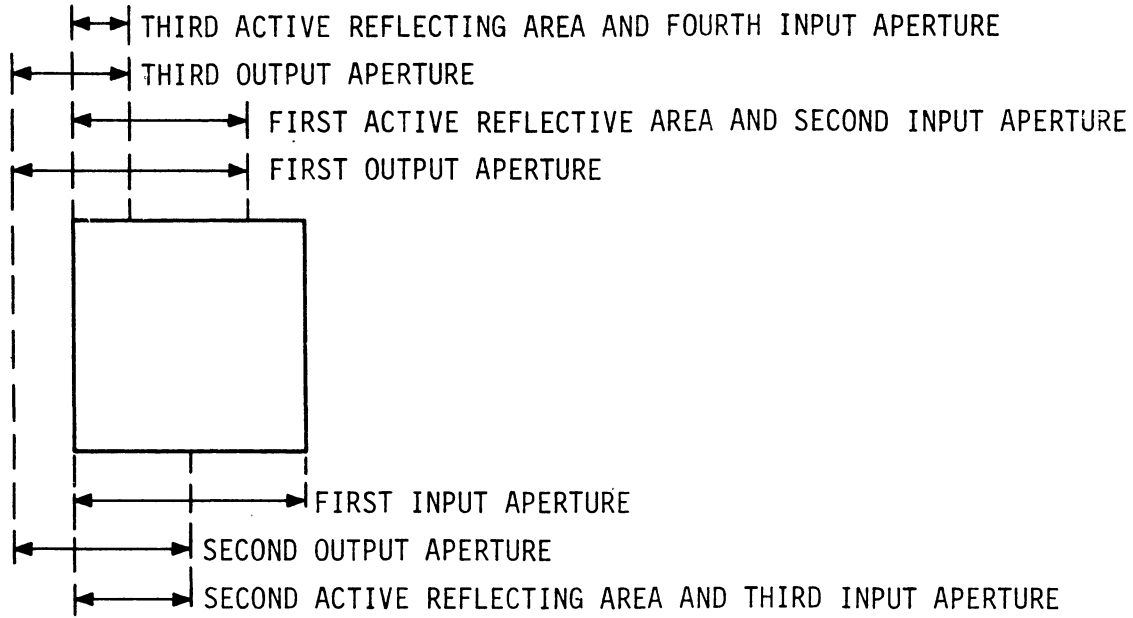 THIRD ACTIVE REFLECTING AREA AND FOURTH INPUT APERTURE
THIRD OUTPUT APERTURE
FIRST ACTIVE REFLECTIVE AREA AND SECOND INPUT APERTURE
FIRST OUTPUT APERTURE
FIRST INPUT APERTURE
SECOND OUTPUT APERTURE
SECOND ACTIVE REFLECTING AREA AND THIRD INPUT APERTURE